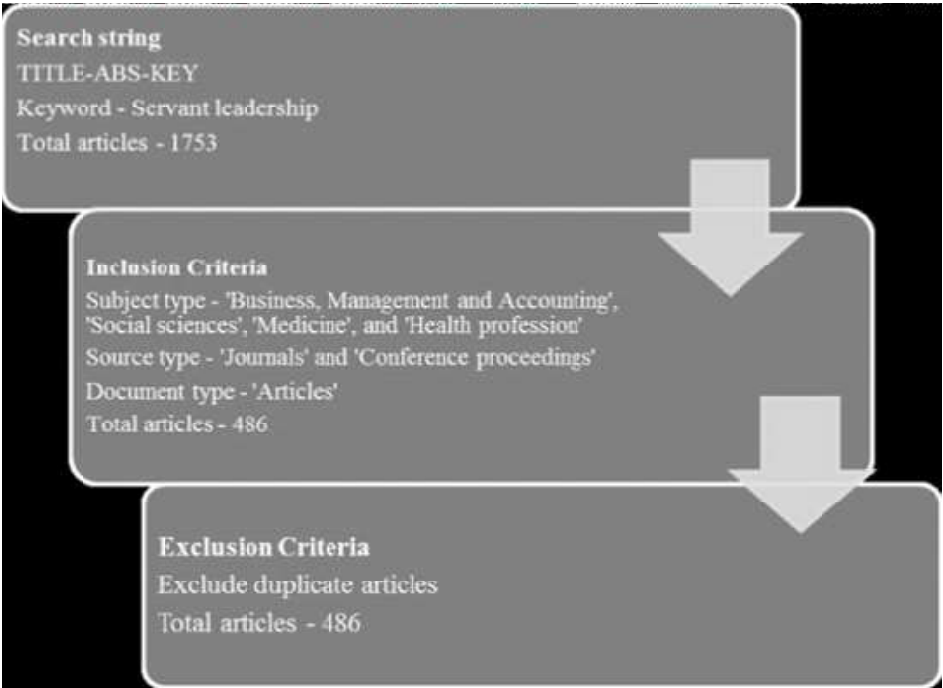 Search string
TITLE-ABS-KEY
Keyword - Servant leadership
Total articles - 1753
Inclusion Criteria
Subject type - 'Business, Management and Accounting',
'Social sciences', 'Medicine', and 'Health profession'
Source type - 'Journals' and 'Conference proceedings'
Document type - 'Articles'
Total articles - 486
Exclusion Criteria
Exclude duplicate articles
Total articles - 486